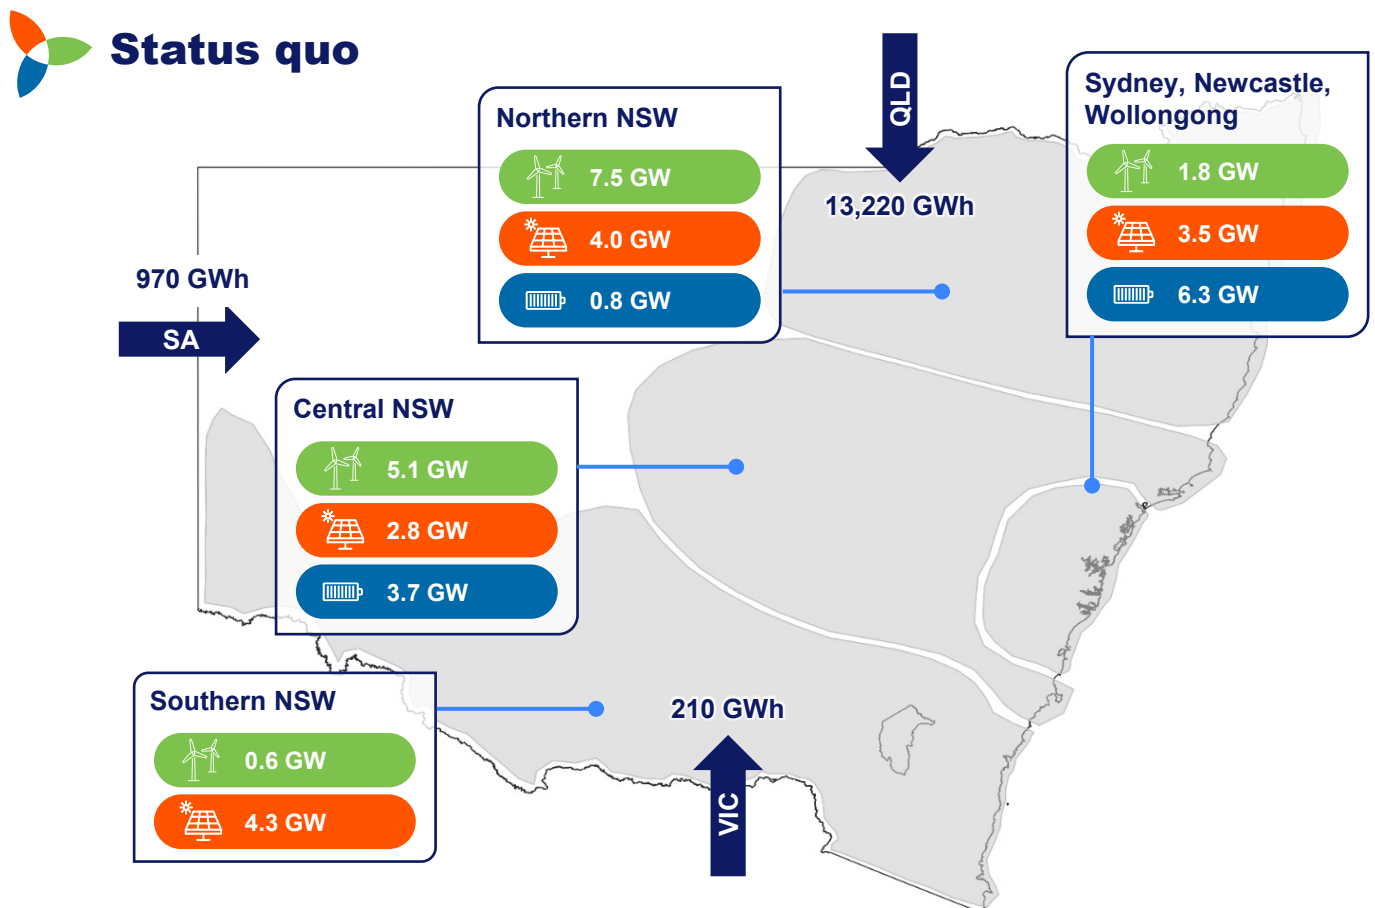 Status quo
QLD
Northern NSW
7.5 GW
4.0 GW
0.8 GW
13,220 GWh
Sydney, Newcastle,
Wollongong
1.8 GW
3.5 GW
6.3 GW
970 GWh
SA
Central NSW
5.1 GW
2.8 GW
3.7 GW
Southern NSW
0.6 GW
4.3 GW
210 GWh
VIC